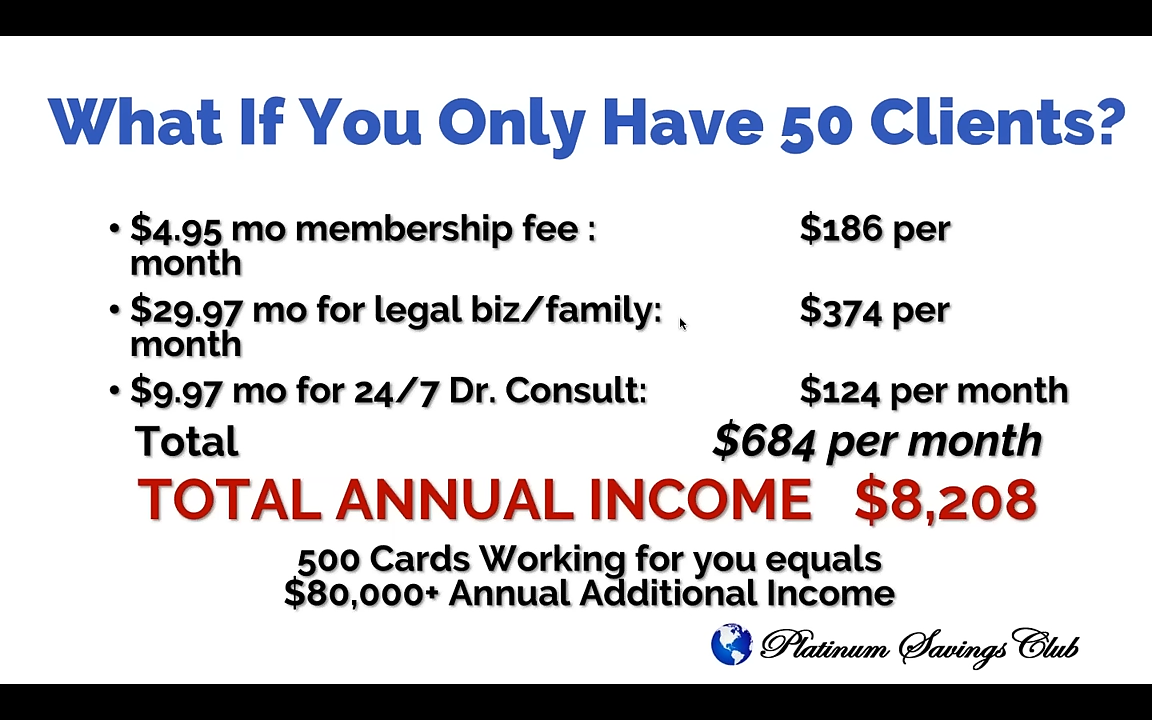 What If You Only Have 50 Clients?
• $4.95 mo membership fee : $186 per
month
• $29.97 mo for legal biz/family: $374 per
month
• $9.97 mo for 24/7 Dr. Consult: $124 per month
Total $684 per month
TOTAL ANNUAL INCOME $8,208
500 Cards Working for you equals
$80,000+ Annual Additional Income
Platinum Savings Club